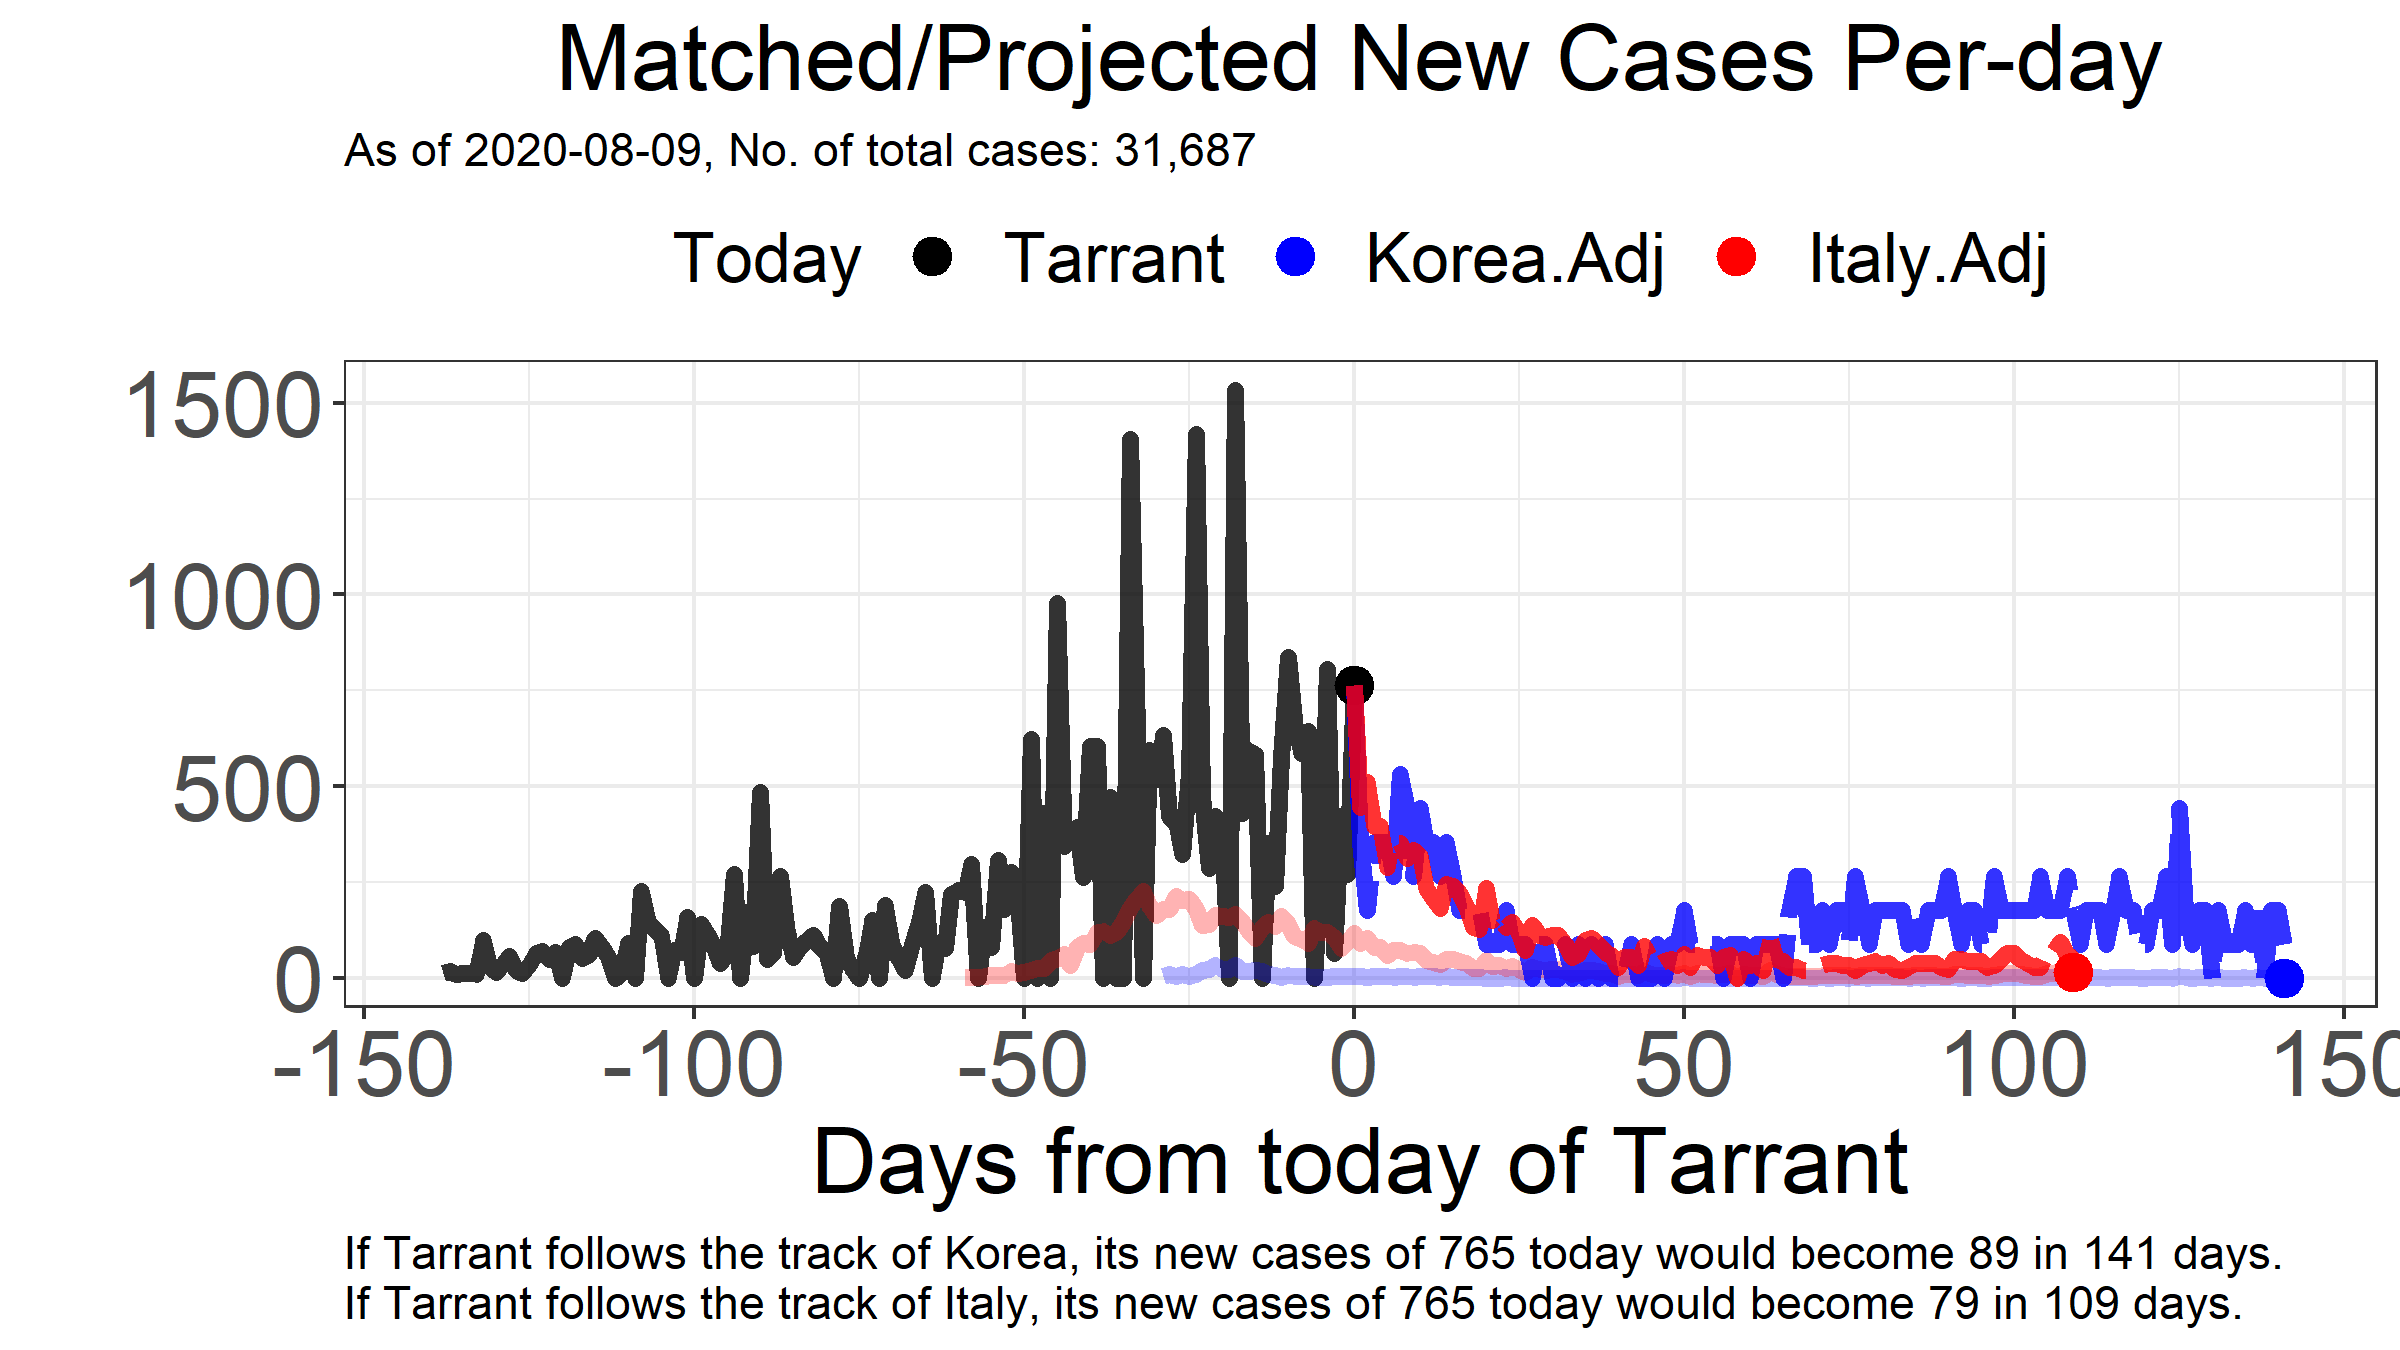 Matched/Projected New Cases Per-day
As of 2020-08-09, No. of total cases: 31,687
Today Tarrant Korea.Adj Italy.Adj
1500
1000
500
0
-150 -100 -50 0 50 100 150
Days from today of Tarrant
If Tarrant follows the track of Korea, its new cases of 765 today would become 89 in 141 days.
If Tarrant follows the track of Italy, its new cases of 765 today would become 79 in 109 days.